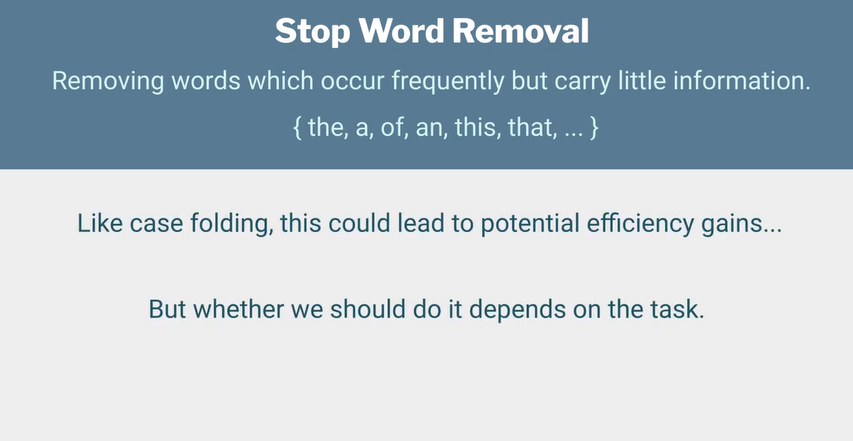 Stop Word Removal
Removing words which occur frequently but carry little information.
{ the, a, of, an, this, that, ... }
Like case folding, this could lead to potential efficiency gains...
But whether we should do it depends on the task.